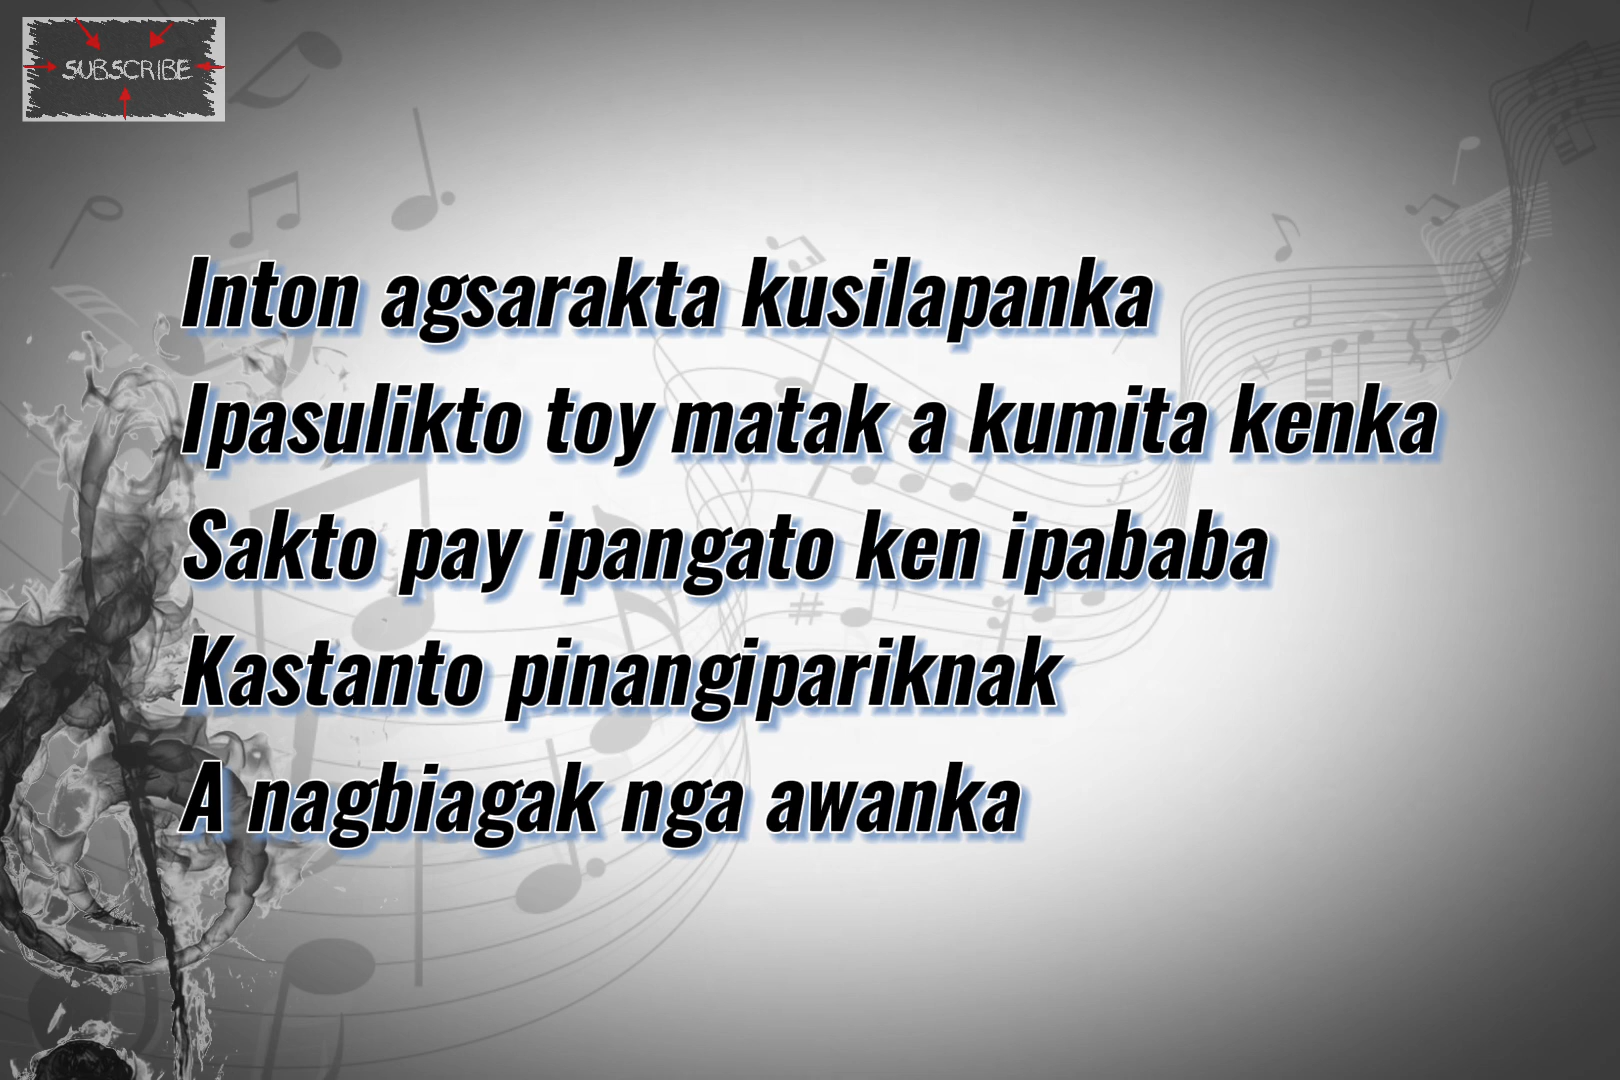 SUBSCRIBE
Inton agsarakta kusilapanka
Ipasulikto toy matak a kumita kenka
Sakto pay ipangato ken ipababa
Kastanto pinangipariknak
A nagbiagak nga awanka